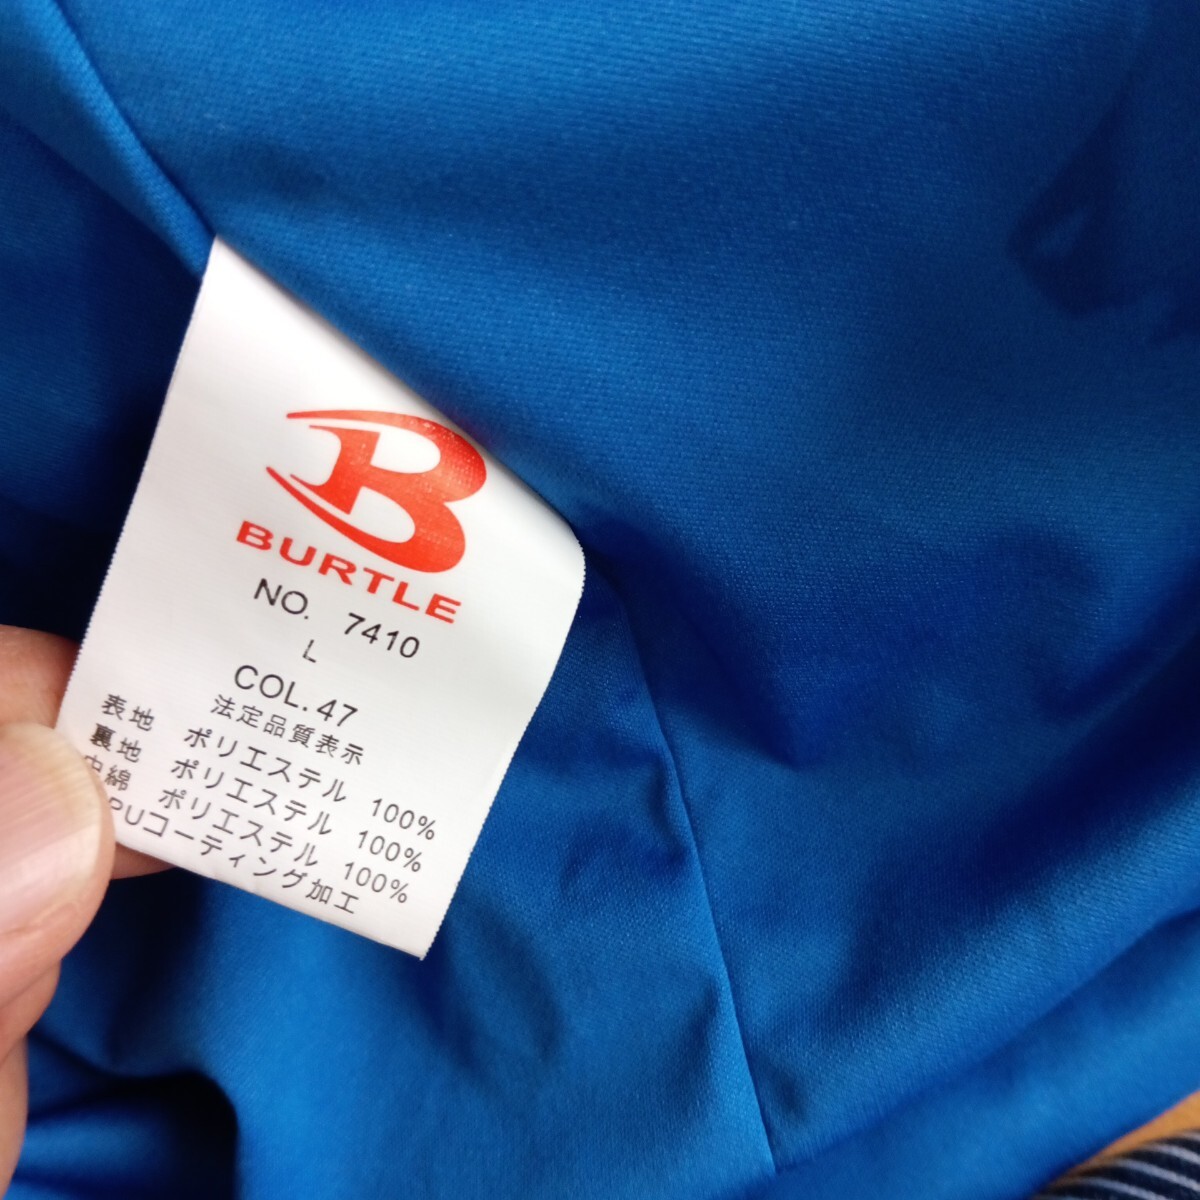 BURTLE
NO. 7410
L
COL.47
法定品質表示
表地 ポリエステル 100%
裏地 ポリエステル 100%
中綿 ポリエステル 100%
PUコーティング加工